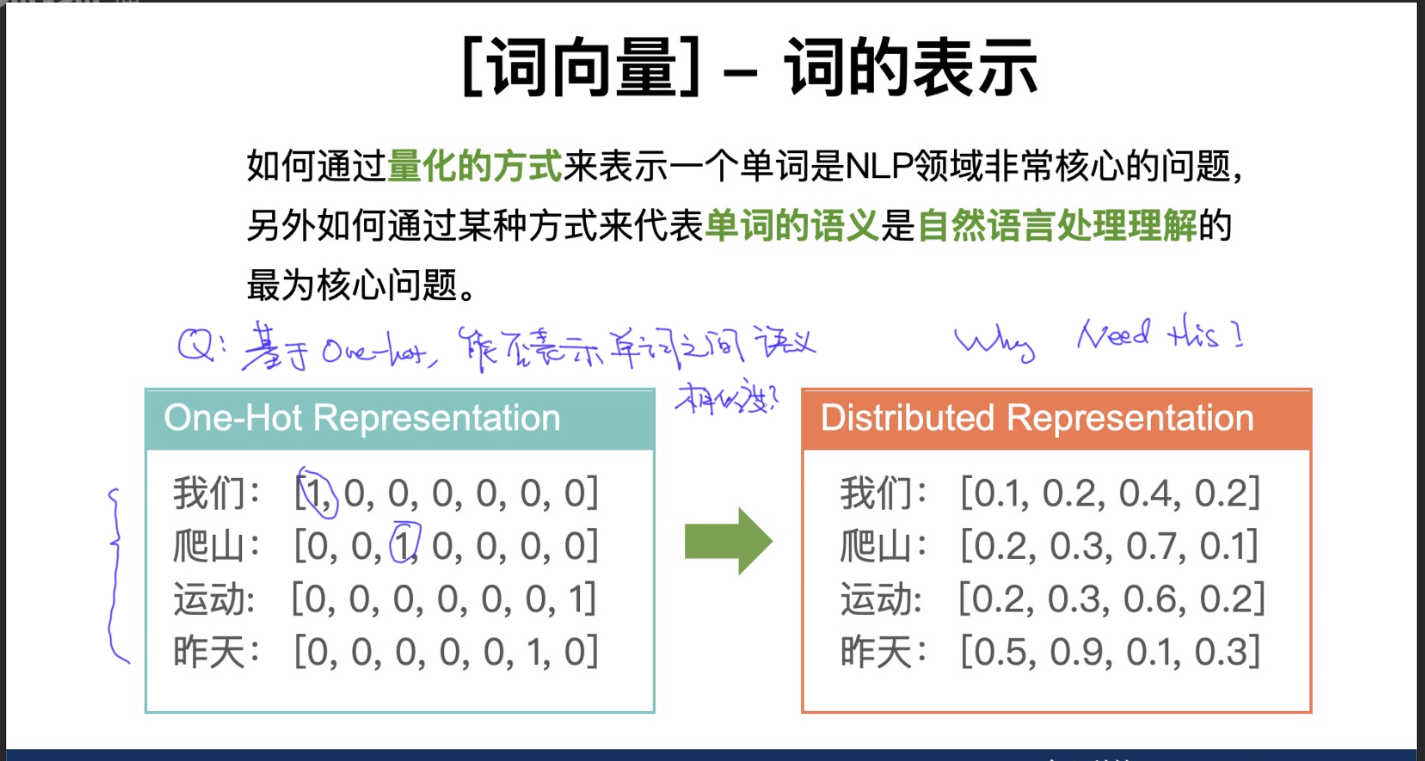 [词向量] – 词的表示
如何通过量化的方式来表示一个单词是NLP领域非常核心的问题,
另外如何通过某种方式来代表单词的语义是自然语言处理理解的
最为核心问题。
Q: 基于One-hot, 能否表示单词之间语义
相似度?
Why Need this?
One-Hot Representation
我们: [1, 0, 0, 0, 0, 0, 0]
爬山: [0, 0, 1, 0, 0, 0, 0]
运动: [0, 0, 0, 0, 0, 0, 1]
昨天: [0, 0, 0, 0, 0, 1, 0]
Distributed Representation
我们: [0.1, 0.2, 0.4, 0.2]
爬山: [0.2, 0.3, 0.7, 0.1]
运动: [0.2, 0.3, 0.6, 0.2]
昨天: [0.5, 0.9, 0.1, 0.3]